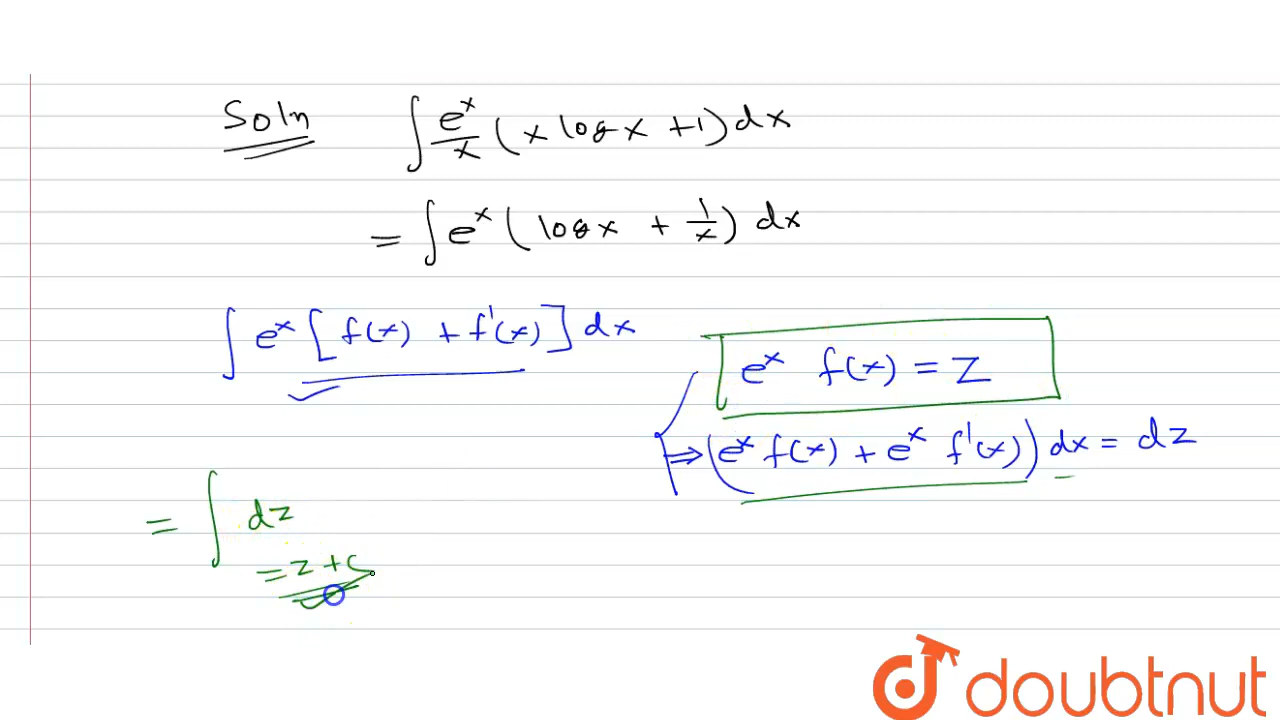 Soln ∫ e^x/x (x log x + 1) dx
= ∫ e^x (log x + 1/x) dx
∫ e^x [f(x) + f'(x)] dx
e^x f(x) = Z
⇒ (e^x f(x) + e^x f'(x)) dx = dz
= ∫ dz
= z + c
doubtnut